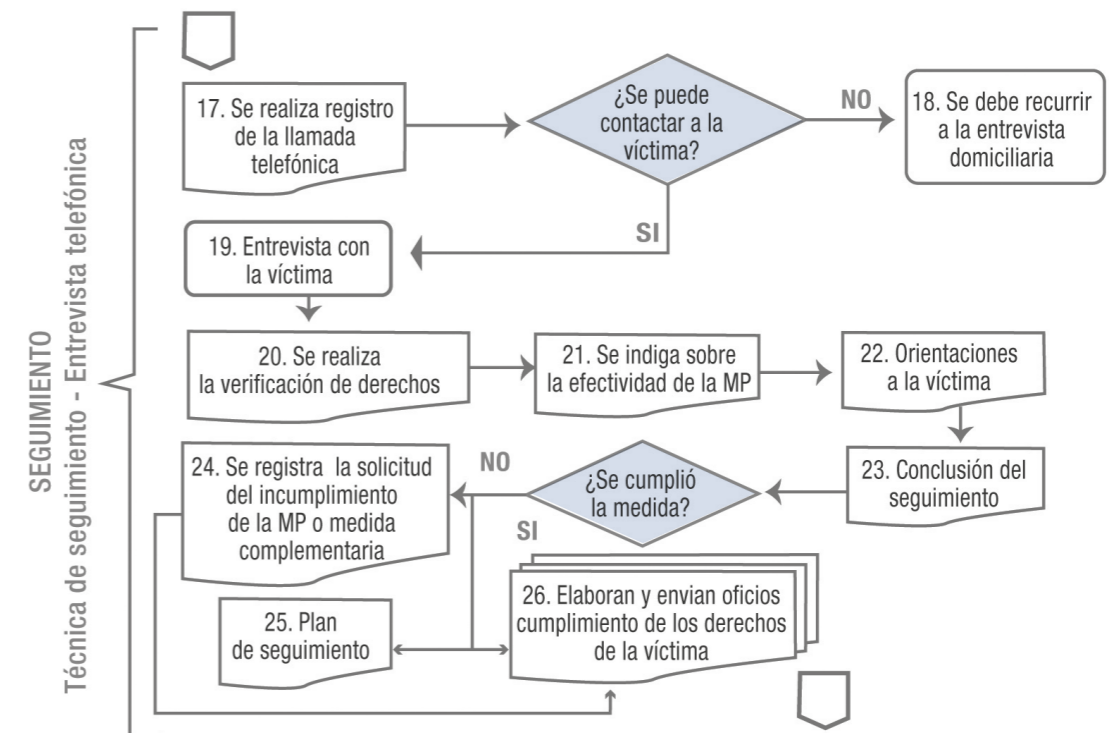 SEGUIMIENTO
Técnica de seguimiento - Entrevista telefónica
17. Se realiza registro
de la llamada
telefónica
¿Se puede
contactar a la
víctima?
NO
18. Se debe recurrir
a la entrevista
domiciliaria
SI
19. Entrevista con
la víctima
20. Se realiza
la verificación de derechos
21. Se indiga sobre
la efectividad de la MP
22. Orientaciones
a la víctima
23. Conclusión del
seguimiento
¿Se cumplió
la medida?
NO
SI
24. Se registra la solicitud
del incumplimiento
de la MP o medida
complementaria
25. Plan
de seguimiento
26. Elaboran y envian oficios
cumplimiento de los derechos
de la víctima